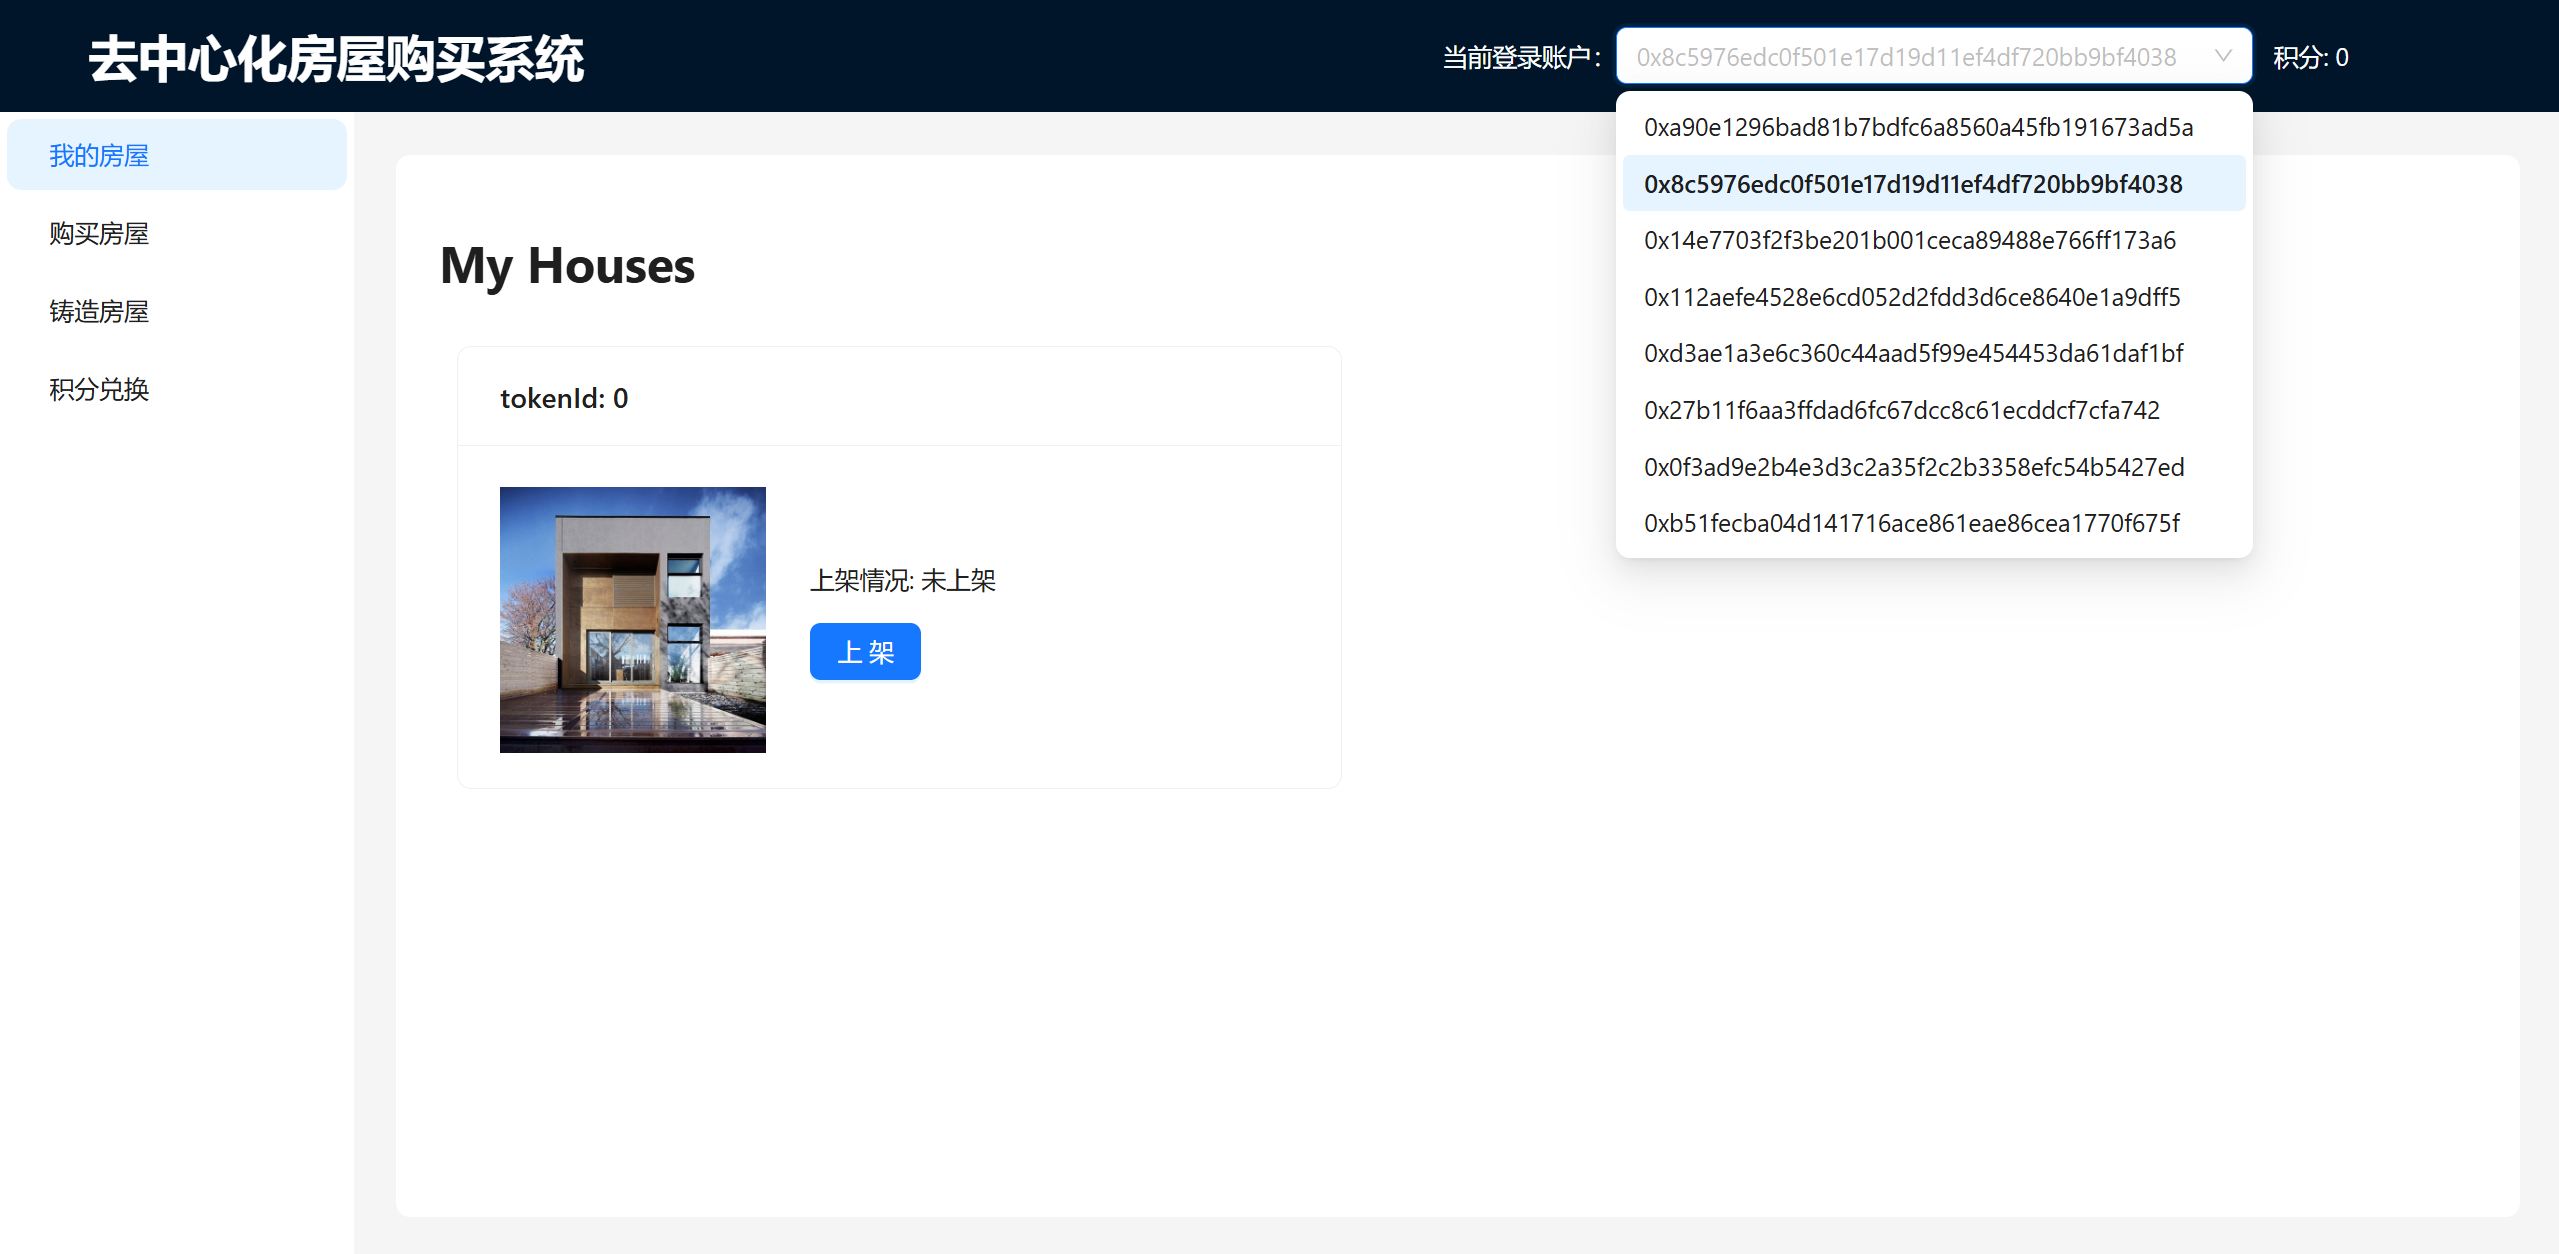 去中心化房屋购买系统
当前登录账户：
0x8c5976edc0f501e17d19d11ef4df720bb9bf4038
积分: 0
0xa90e1296bad81b7bdfc6a8560a45fb191673ad5a
0x8c5976edc0f501e17d19d11ef4df720bb9bf4038
0x14e7703f2f3be201b001ceca89488e766ff173a6
0x112aefe4528e6cd052d2fdd3d6ce8640e1a9dff5
0xd3ae1a3e6c360c44aad5f99e454453da61daf1bf
0x27b11f6aa3ffdad6fc67dcc8c61ecddcf7cfa742
0x0f3ad9e2b4e3d3c2a35f2c2b3358efc54b5427ed
0xb51fecba04d141716ace861eae86cea1770f675f
我的房屋
购买房屋
铸造房屋
积分兑换
My Houses
tokenId: 0
上架情况: 未上架
上 架